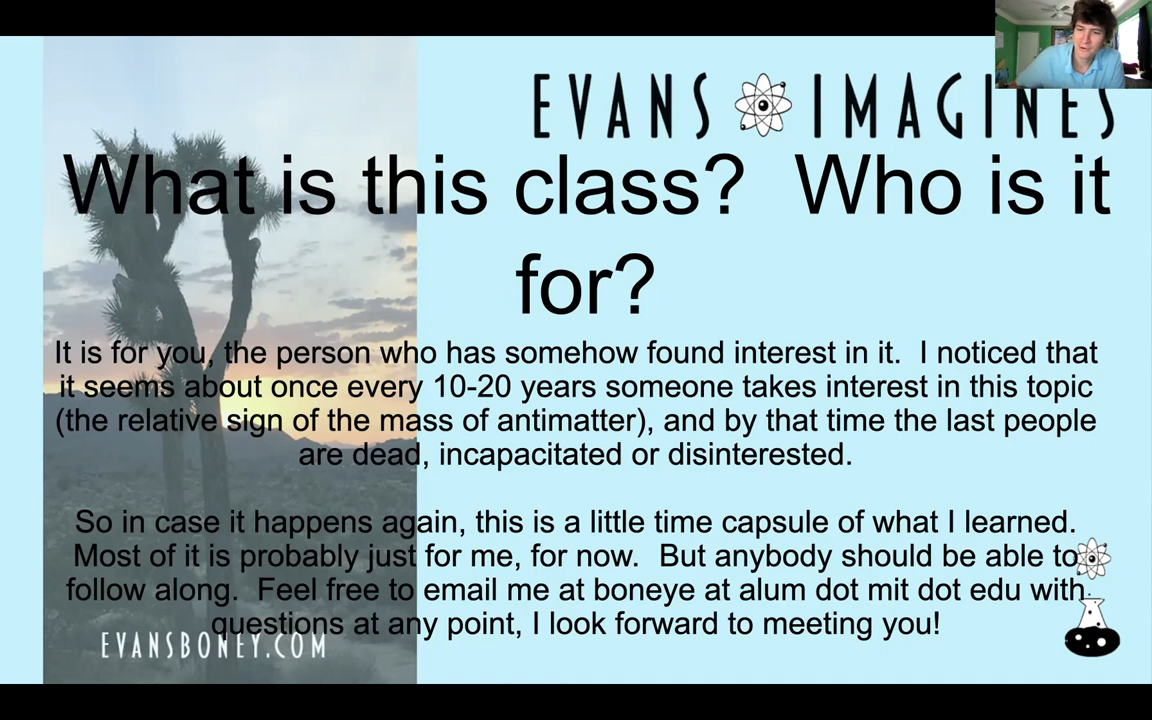 EVANS IMAGINES
What is this class?  Who is it
for?
It is for you, the person who has somehow found interest in it.  I noticed that
it seems about once every 10-20 years someone takes interest in this topic
(the relative sign of the mass of antimatter), and by that time the last people
are dead, incapacitated or disinterested.
So in case it happens again, this is a little time capsule of what I learned.
Most of it is probably just for me, for now.  But anybody should be able to
follow along.  Feel free to email me at boneye at alum dot mit dot edu with
questions at any point, I look forward to meeting you!
EVANSBONEY.COM